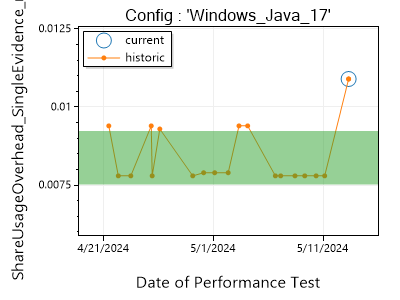 Config : 'Windows_Java_17'
current
historic
0.0125
0.01
0.0075
4/21/2024
5/1/2024
5/11/2024
Date of Performance Test
ShareUsageOverhead_SingleEvidence_